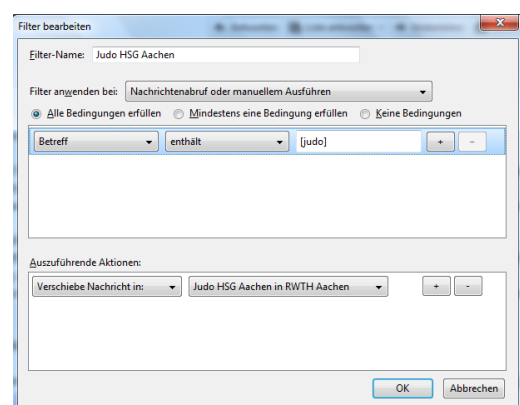 Filter bearbeiten
Filter-Name: Judo HSG Aachen
Filter anwenden bei: Nachrichtenabruf oder manuellem Ausführen
Alle Bedingungen erfüllen Mindestens eine Bedingung erfüllen Keine Bedingungen
Betreff enthält [judo] + -
Auszuführende Aktionen:
Verschiebe Nachricht in: Judo HSG Aachen in RWTH Aachen + -
OK Abbrechen